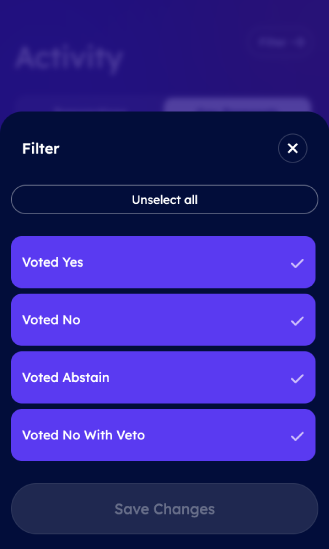 Activity
Filter
Unselect all
Voted Yes
Voted No
Voted Abstain
Voted No With Veto
Save Changes